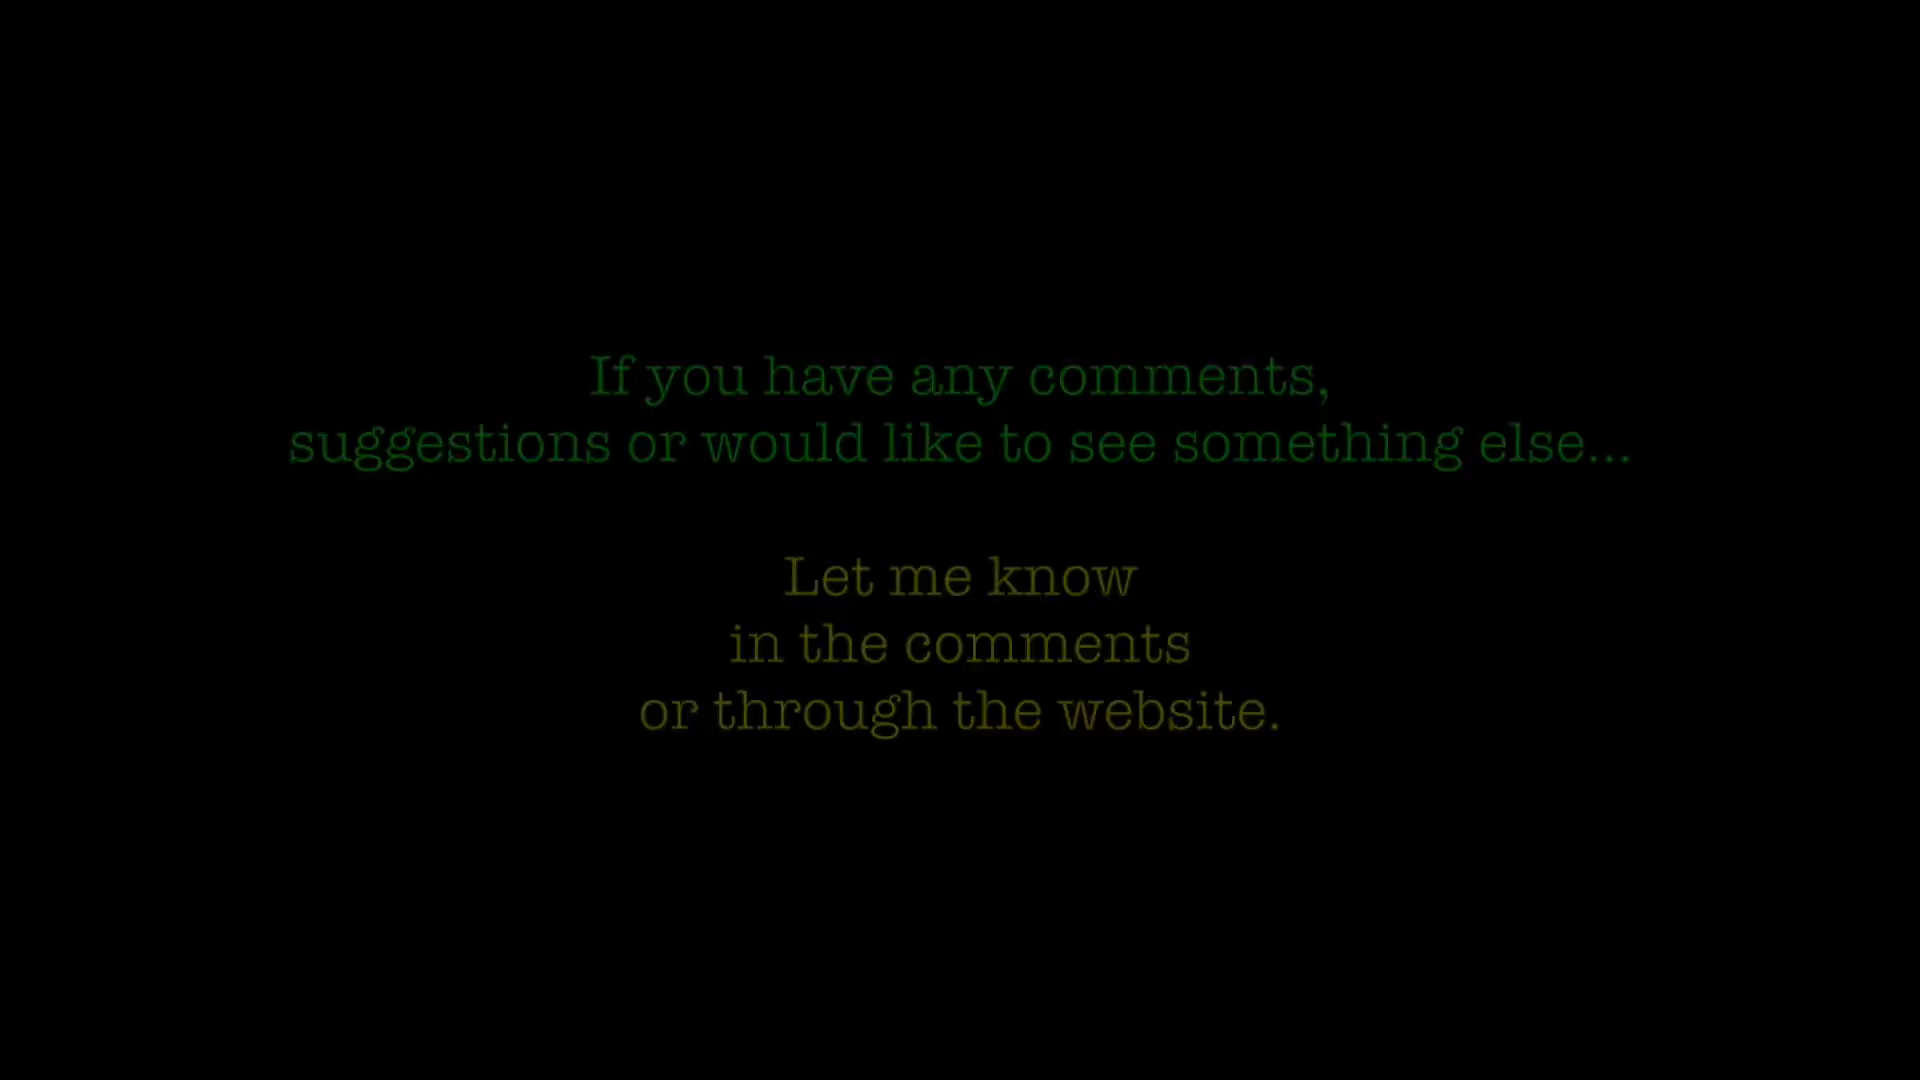 If you have any comments,
suggestions or would like to see something else...
Let me know
in the comments
or through the website.